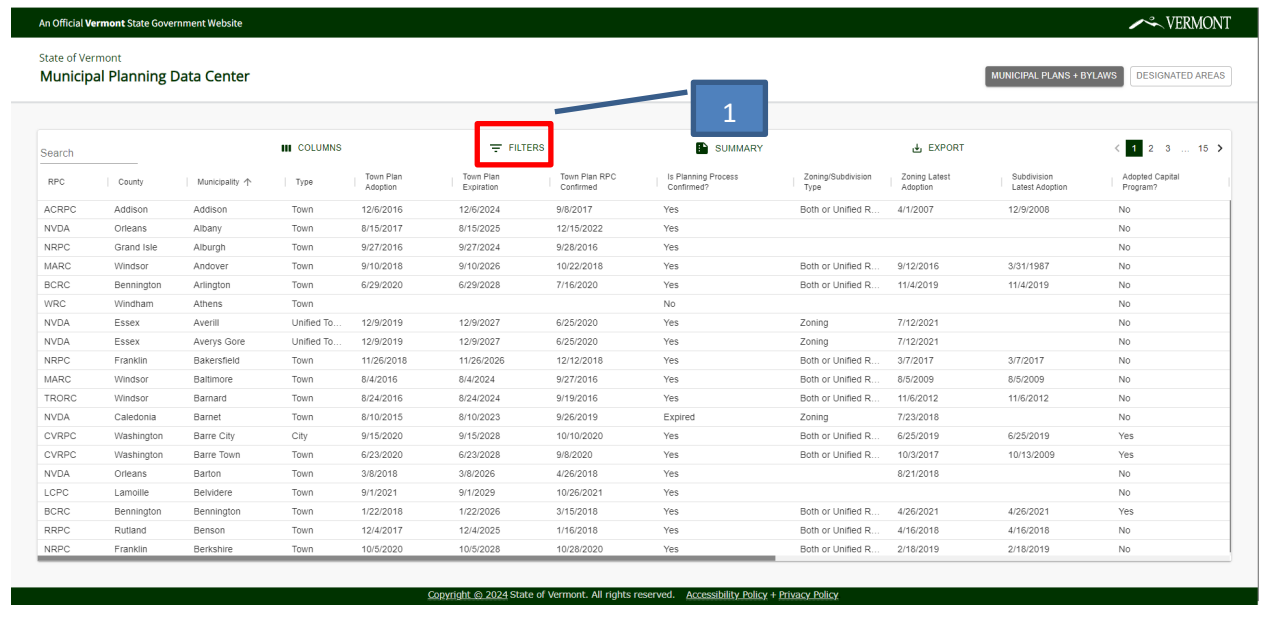 An Official Vermont State Government Website
VERMONT
State of Vermont
Municipal Planning Data Center
MUNICIPAL PLANS + BYLAWS DESIGNATED AREAS
1
Search COLUMNS FILTERS SUMMARY EXPORT < 1 2 3 ... 15 >
RPC County Municipality ↑ Type Town Plan Adoption Town Plan Expiration Town Plan RPC Confirmed Is Planning Process Confirmed? Zoning/Subdivision Type Zoning Latest Adoption Subdivision Latest Adoption Adopted Capital Program?
ACRPC Addison Addison Town 12/6/2016 12/6/2024 9/8/2017 Yes Both or Unified R... 4/1/2007 12/9/2008 No
NVDA Orleans Albany Town 8/15/2017 8/15/2025 12/15/2022 Yes No
NRPC Grand Isle Alburgh Town 9/27/2016 9/27/2024 9/28/2016 Yes No
MARC Windsor Andover Town 9/10/2018 9/10/2026 10/22/2018 Yes Both or Unified R... 9/12/2016 3/31/1987 No
BCRC Bennington Arlington Town 6/29/2020 6/29/2028 7/16/2020 Yes Both or Unified R... 11/4/2019 11/4/2019 No
WRC Windham Athens Town No No
NVDA Essex Averill Unified To... 12/9/2019 12/9/2027 6/25/2020 Yes Zoning 7/12/2021 No
NVDA Essex Averys Gore Unified To... 12/9/2019 12/9/2027 6/25/2020 Yes Zoning 7/12/2021 No
NRPC Franklin Bakersfield Town 11/26/2018 11/26/2026 12/12/2018 Yes Both or Unified R... 3/7/2017 3/7/2017 No
MARC Windsor Baltimore Town 8/4/2016 8/4/2024 9/27/2016 Yes Both or Unified R... 8/5/2009 8/5/2009 No
TRORC Windsor Barnard Town 8/24/2016 8/24/2024 9/19/2016 Yes Both or Unified R... 11/6/2012 11/6/2012 No
NVDA Caledonia Barnet Town 8/10/2015 8/10/2023 9/26/2019 Expired Zoning 7/23/2018 No
CVRPC Washington Barre City City 9/15/2020 9/15/2028 10/10/2020 Yes Both or Unified R... 6/25/2019 6/25/2019 Yes
CVRPC Washington Barre Town Town 6/23/2020 6/23/2028 9/8/2020 Yes Both or Unified R... 10/3/2017 10/13/2009 Yes
NVDA Orleans Barton Town 3/8/2018 3/8/2026 4/26/2018 Yes 8/21/2018 No
LCPC Lamoille Belvidere Town 9/1/2021 9/1/2029 10/26/2021 Yes No
BCRC Bennington Bennington Town 1/22/2018 1/22/2026 3/15/2018 Yes Both or Unified R... 4/26/2021 4/26/2021 Yes
RRPC Rutland Benson Town 12/4/2017 12/4/2025 1/16/2018 Yes Both or Unified R... 4/16/2018 4/16/2018 No
NRPC Franklin Berkshire Town 10/5/2020 10/5/2028 10/28/2020 Yes Both or Unified R... 2/18/2019 2/18/2019 No
Copyright © 2024 State of Vermont. All rights reserved. Accessibility Policy + Privacy Policy